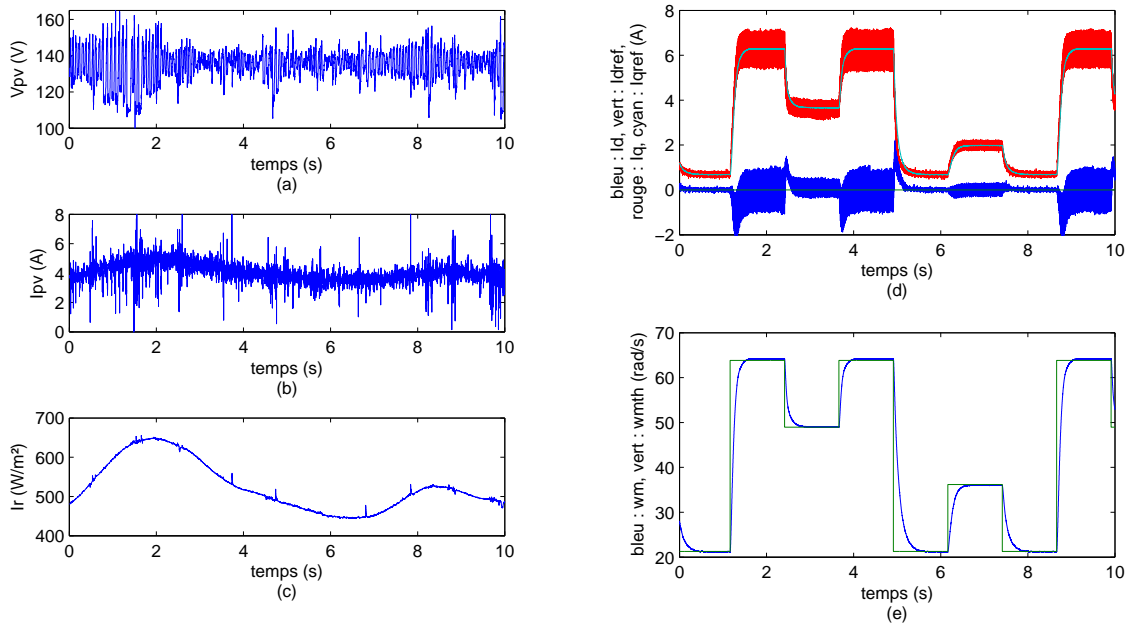 160
140
120
100
Vpv (V)
0 2 4 6 8 10
temps (s)
(a)
8
6
4
2
0
Ipv (A)
0 2 4 6 8 10
temps (s)
(b)
700
600
500
400
Ir (W/m²)
0 2 4 6 8 10
temps (s)
(c)
8
6
4
2
0
−2
bleu : Id, vert : Idref,
rouge : Iq, cyan : Iqref (A)
0 2 4 6 8 10
temps (s)
(d)
70
60
50
40
30
20
bleu : wm, vert : wmth (rad/s)
0 2 4 6 8 10
temps (s)
(e)